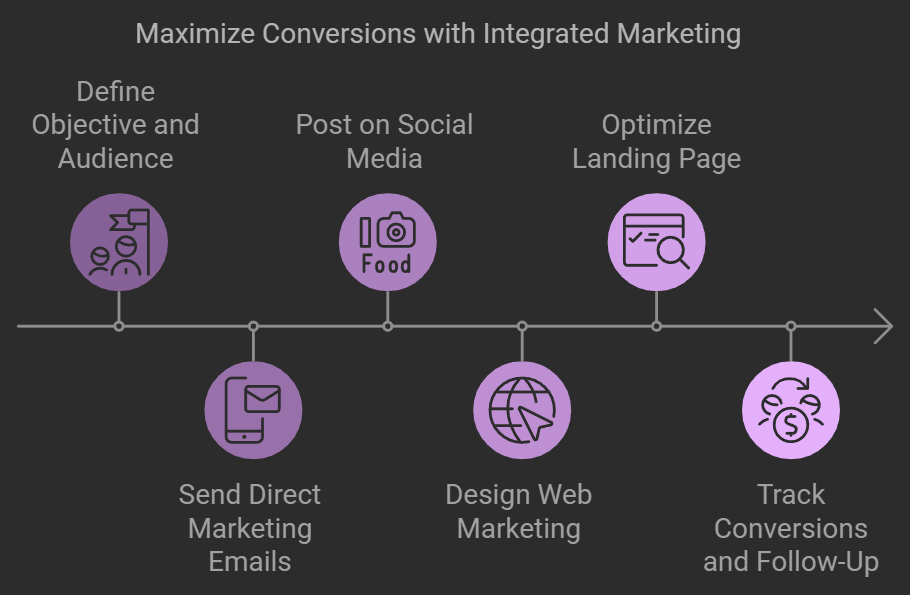 Maximize Conversions with Integrated Marketing
Define
Objective and
Audience
Send Direct
Marketing
Emails
Post on Social
Media
Food
Design Web
Marketing
Optimize
Landing Page
Track
Conversions
and Follow-Up
$